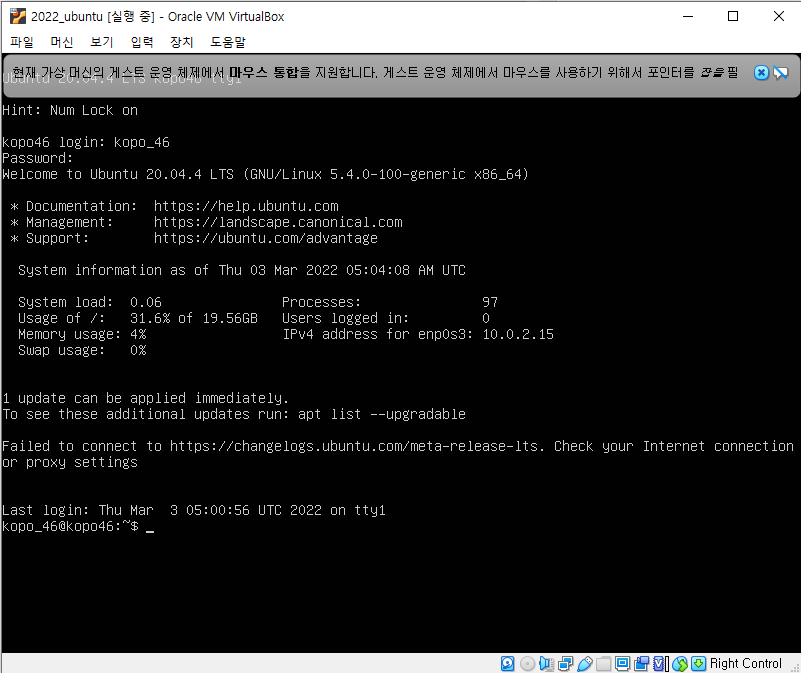 2022_ubuntu [실행 중] - Oracle VM VirtualBox
파일 머신 보기 입력 장치 도움말
현재 가상 머신의 게스트 운영 체제에서 마우스 통합을 지원합니다. 게스트 운영 체제에서 마우스를 사용하기 위해서 포인터를 잡을 필
Ubuntu 20.04.4 LTS kopo46 tty1
Hint: Num Lock on
kopo46 login: kopo_46
Password:
Welcome to Ubuntu 20.04.4 LTS (GNU/Linux 5.4.0-100-generic x86_64)
* Documentation: https://help.ubuntu.com
* Management: https://landscape.canonical.com
* Support: https://ubuntu.com/advantage
System information as of Thu 03 Mar 2022 05:04:08 AM UTC
System load: 0.06 Processes: 97
Usage of /: 31.6% of 19.56GB Users logged in: 0
Memory usage: 4% IPv4 address for enp0s3: 10.0.2.15
Swap usage: 0%
1 update can be applied immediately.
To see these additional updates run: apt list --upgradable
Failed to connect to https://changelogs.ubuntu.com/meta-release-lts. Check your Internet connection
or proxy settings
Last login: Thu Mar  3 05:00:56 UTC 2022 on tty1
kopo_46@kopo46:~$ _
Right Control